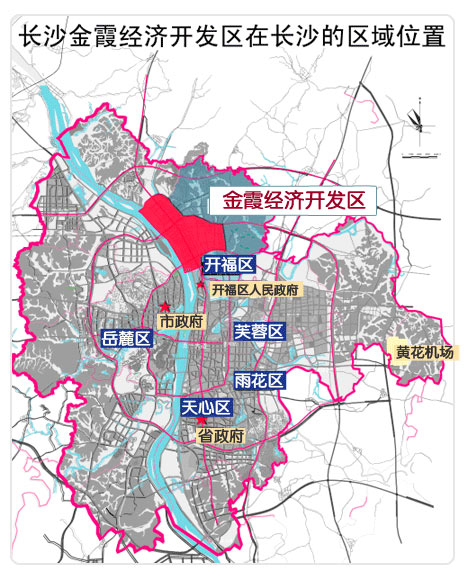 长沙金霞经济开发区在长沙的区域位置
金霞经济开发区
开福区
开福区人民政府
市政府
岳麓区
芙蓉区
黄花机场
雨花区
天心区
省政府